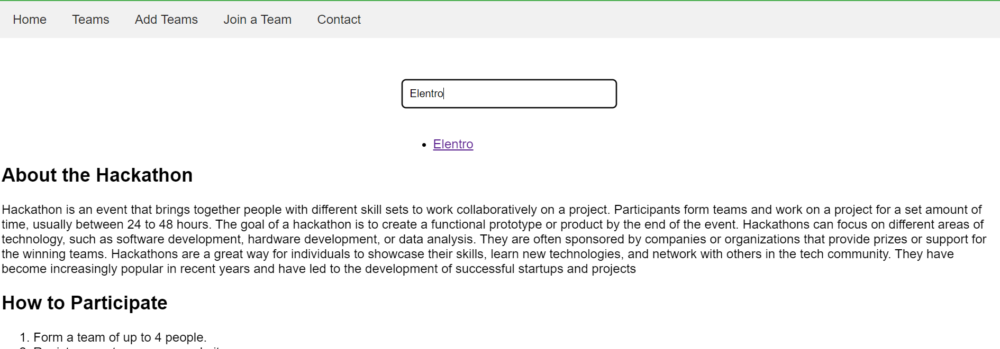 Home Teams Add Teams Join a Team Contact
Elentro
• Elentro
About the Hackathon
Hackathon is an event that brings together people with different skill sets to work collaboratively on a project. Participants form teams and work on a project for a set amount of
time, usually between 24 to 48 hours. The goal of a hackathon is to create a functional prototype or product by the end of the event. Hackathons can focus on different areas of
technology, such as software development, hardware development, or data analysis. They are often sponsored by companies or organizations that provide prizes or support for
the winning teams. Hackathons are a great way for individuals to showcase their skills, learn new technologies, and network with others in the tech community. They have
become increasingly popular in recent years and have led to the development of successful startups and projects
How to Participate
1. Form a team of up to 4 people.